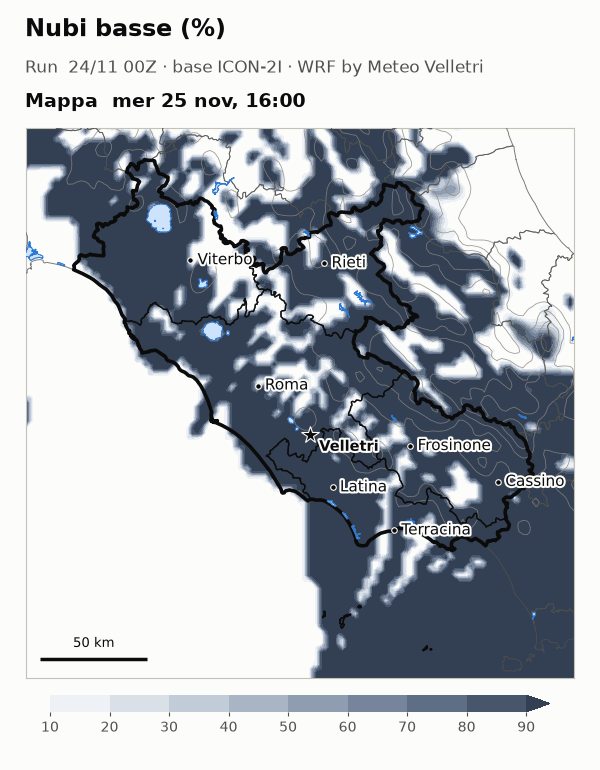 Nubi basse (%)
Run  24/11 00Z · base ICON-2I · WRF by Meteo Velletri
Mappa  mer 25 nov, 16:00
Viterbo
Rieti
Roma
Velletri
Frosinone
Cassino
Latina
Terracina
50 km
10 20 30 40 50 60 70 80 90